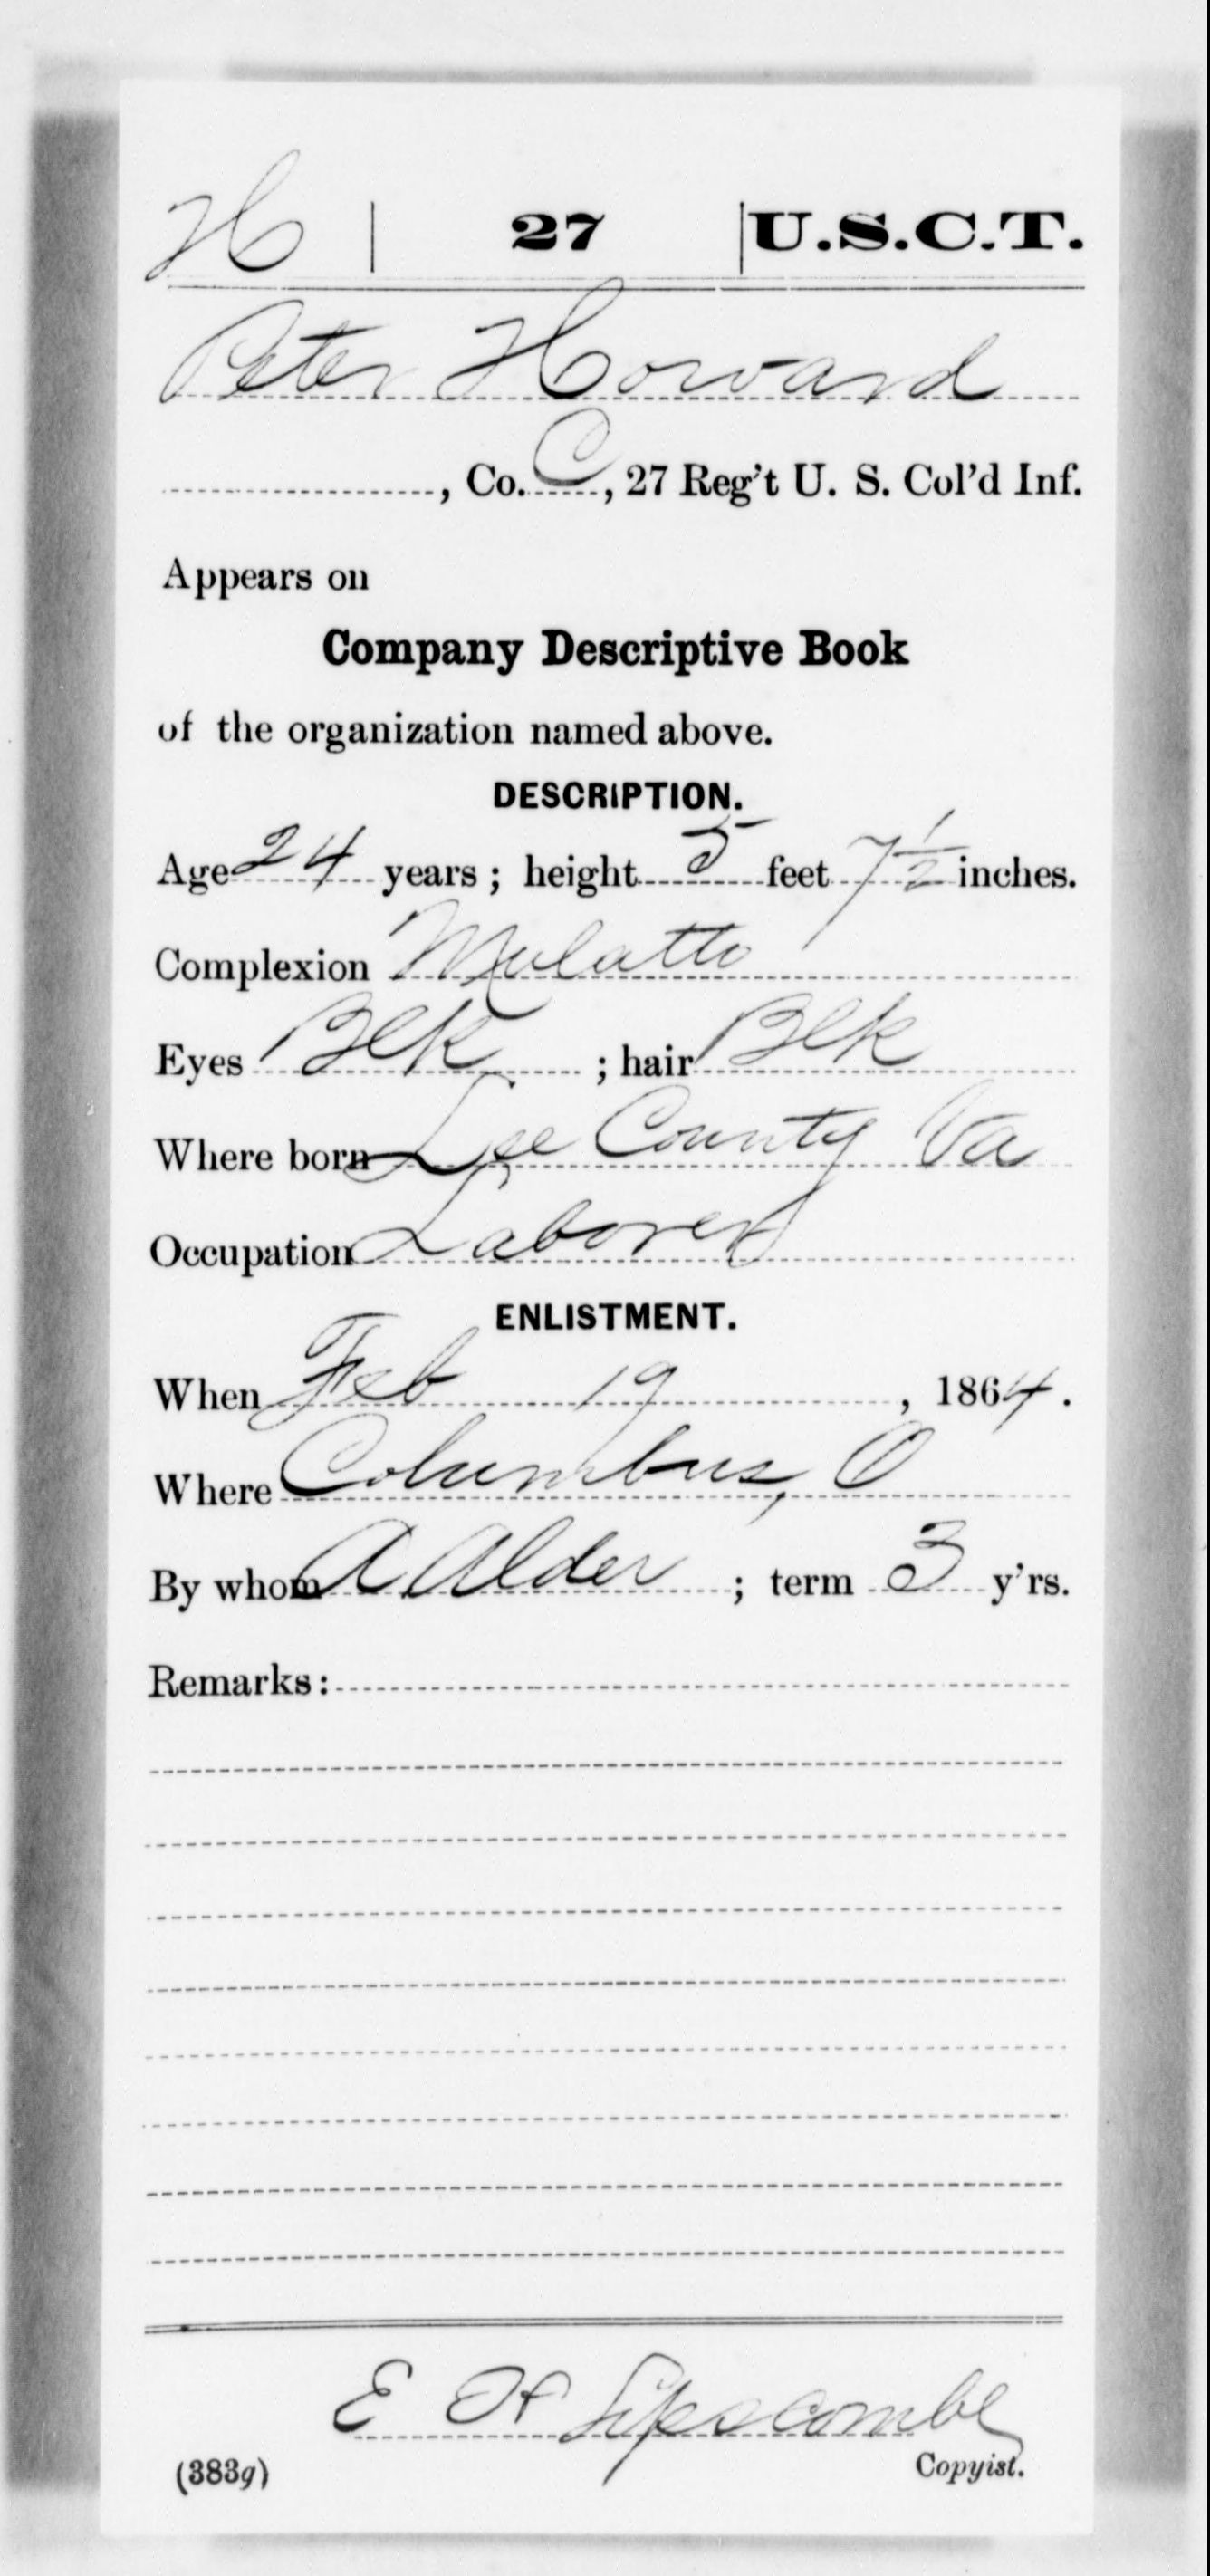 H | 27 | U.S.C.T.
Peter Howard
, Co. C, 27 Reg't U. S. Col'd Inf.
Appears on
Company Descriptive Book
of the organization named above.
DESCRIPTION.
Age 24 years; height 5 feet 7 1/2 inches.
Complexion Mulatto
Eyes Blk; hair Blk
Where born Lee County Va
Occupation Laborer
ENLISTMENT.
When Feb 19, 1864.
Where Columbus, O
By whom A Alder; term 3 y'rs.
Remarks:
E H Lipscombe
(383g) Copyist.